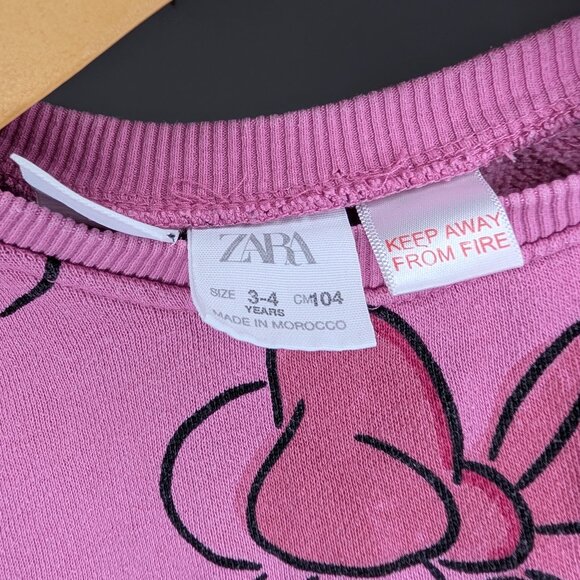 ZARA
SIZE 3-4 CM104
YEARS
MADE IN MOROCCO
KEEP AWAY
FROM FIRE